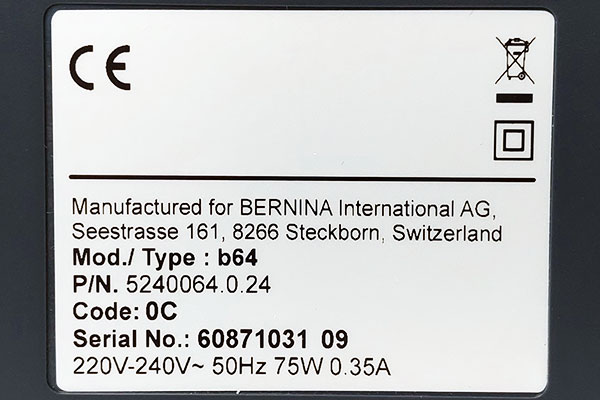 CE
Manufactured for BERNINA International AG,
Seestrasse 161, 8266 Steckborn, Switzerland
Mod./ Type : b64
P/N. 5240064.0.24
Code: 0C
Serial No.: 60871031 09
220V-240V~ 50Hz 75W 0.35A